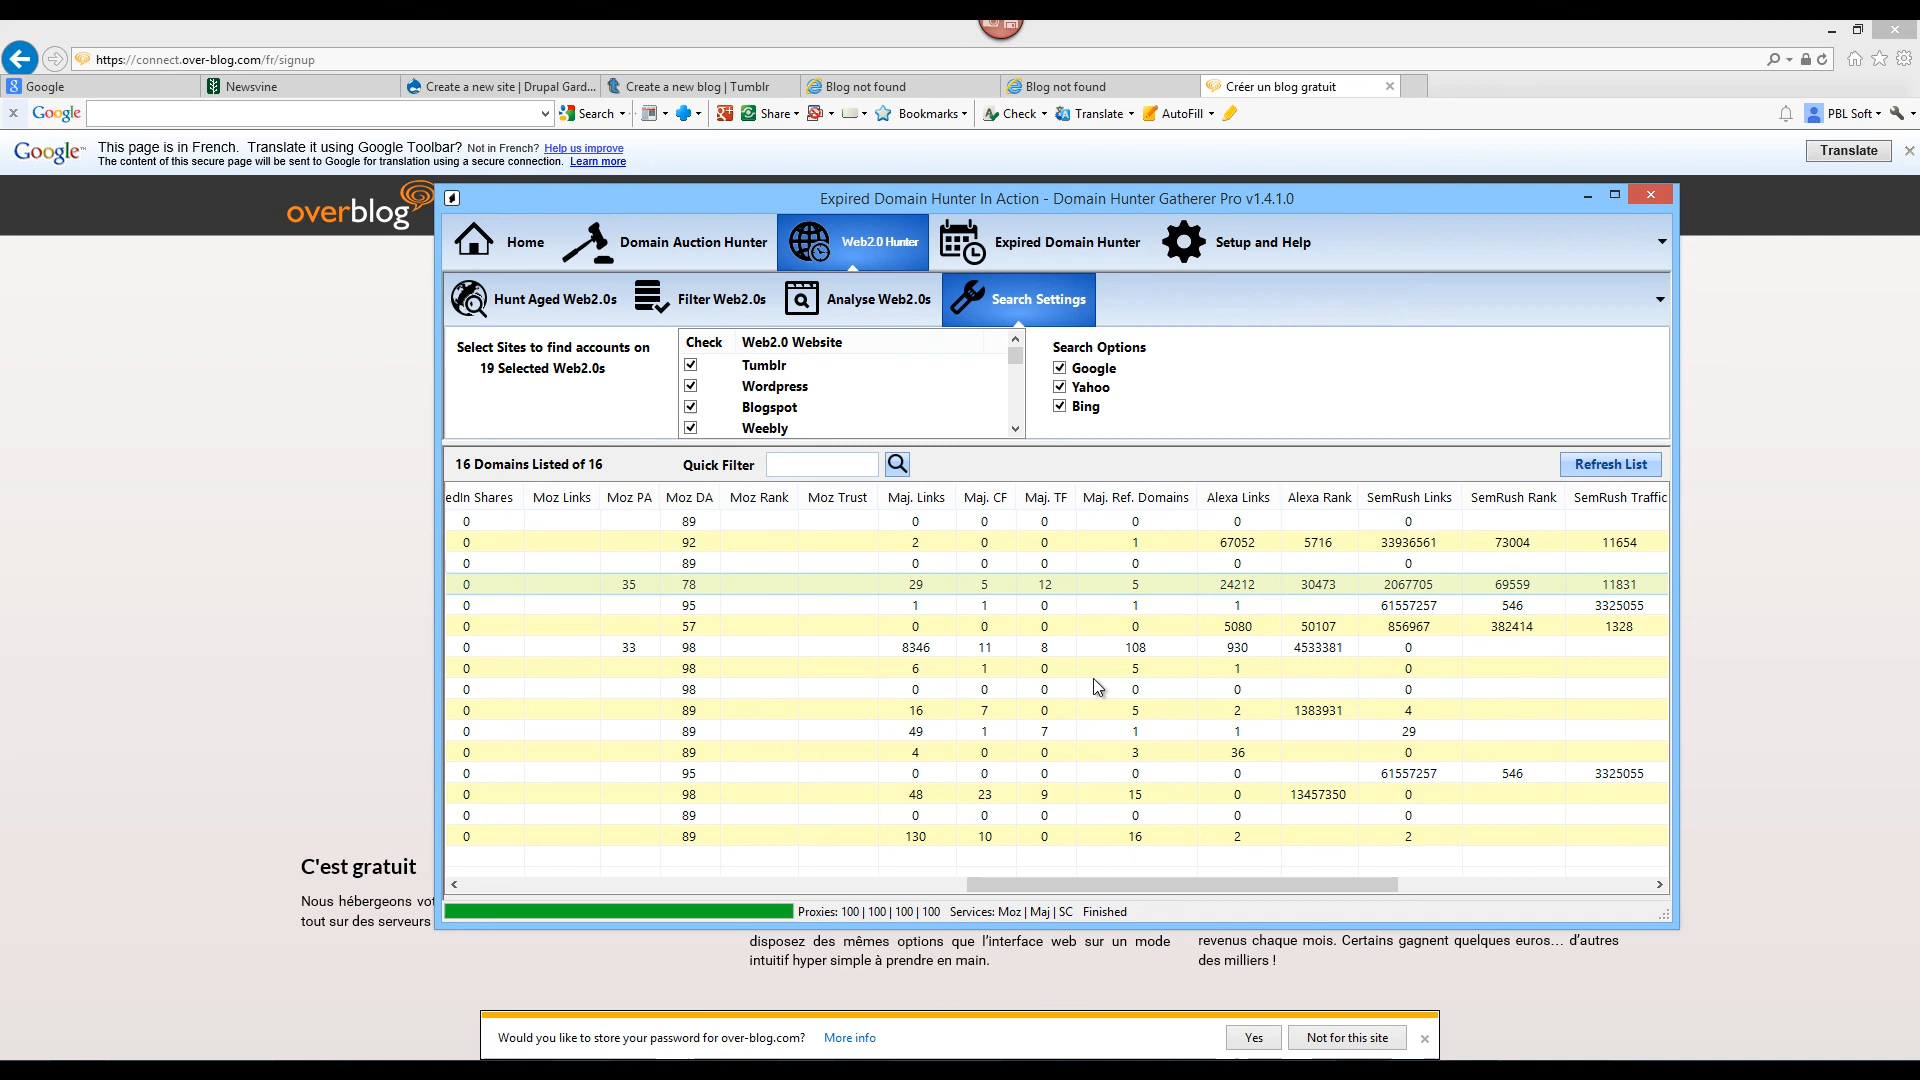 https://connect.over-blog.com/fr/signup
Google
Newsvine
Create a new site | Drupal Gard...
Create a new blog | Tumblr
Blog not found
Blog not found
Créer un blog gratuit
Google
Search
Share
Bookmarks
Check
Translate
AutoFill
PBL Soft
Google
This page is in French. Translate it using Google Toolbar? Not in French? Help us improve
The content of this secure page will be sent to Google for translation using a secure connection. Learn more
Translate
overblog
Expired Domain Hunter In Action - Domain Hunter Gatherer Pro v1.4.1.0
Home Domain Auction Hunter Web2.0 Hunter Expired Domain Hunter Setup and Help
Hunt Aged Web2.0s Filter Web2.0s Analyse Web2.0s Search Settings
Select Sites to find accounts on
19 Selected Web2.0s
Check Web2.0 Website
Tumblr
Wordpress
Blogspot
Weebly
Search Options
Google
Yahoo
Bing
16 Domains Listed of 16 Quick Filter Refresh List
edIn Shares Moz Links Moz PA Moz DA Moz Rank Moz Trust Maj. Links Maj. CF Maj. TF Maj. Ref. Domains Alexa Links Alexa Rank SemRush Links SemRush Rank SemRush Traffic
0 89 0 0 0 0 0 0
0 92 2 0 0 1 67052 5716 33936561 73004 11654
0 89 0 0 0 0 0 0
0 35 78 29 5 12 5 24212 30473 2067705 69559 11831
0 95 1 1 0 1 1 61557257 546 3325055
0 57 0 0 0 0 5080 50107 856967 382414 1328
0 33 98 8346 11 8 108 930 4533381 0
0 98 6 1 0 5 1 0
0 98 0 0 0 0 0 0
0 89 16 7 0 5 2 1383931 4
0 89 49 1 7 1 1 29
0 89 4 0 0 3 36 0
0 95 0 0 0 0 0 61557257 546 3325055
0 98 48 23 9 15 0 13457350 0
0 89 0 0 0 0 0 0
0 89 130 10 0 16 2 2
Proxies: 100 | 100 | 100 | 100 Services: Moz | Maj | SC Finished
C'est gratuit
Nous hébergeons vot
tout sur des serveurs
disposez des mêmes options que l'interface web sur un mode
intuitif hyper simple à prendre en main.
revenus chaque mois. Certains gagnent quelques euros… d'autres
des milliers !
Would you like to store your password for over-blog.com? More info Yes Not for this site